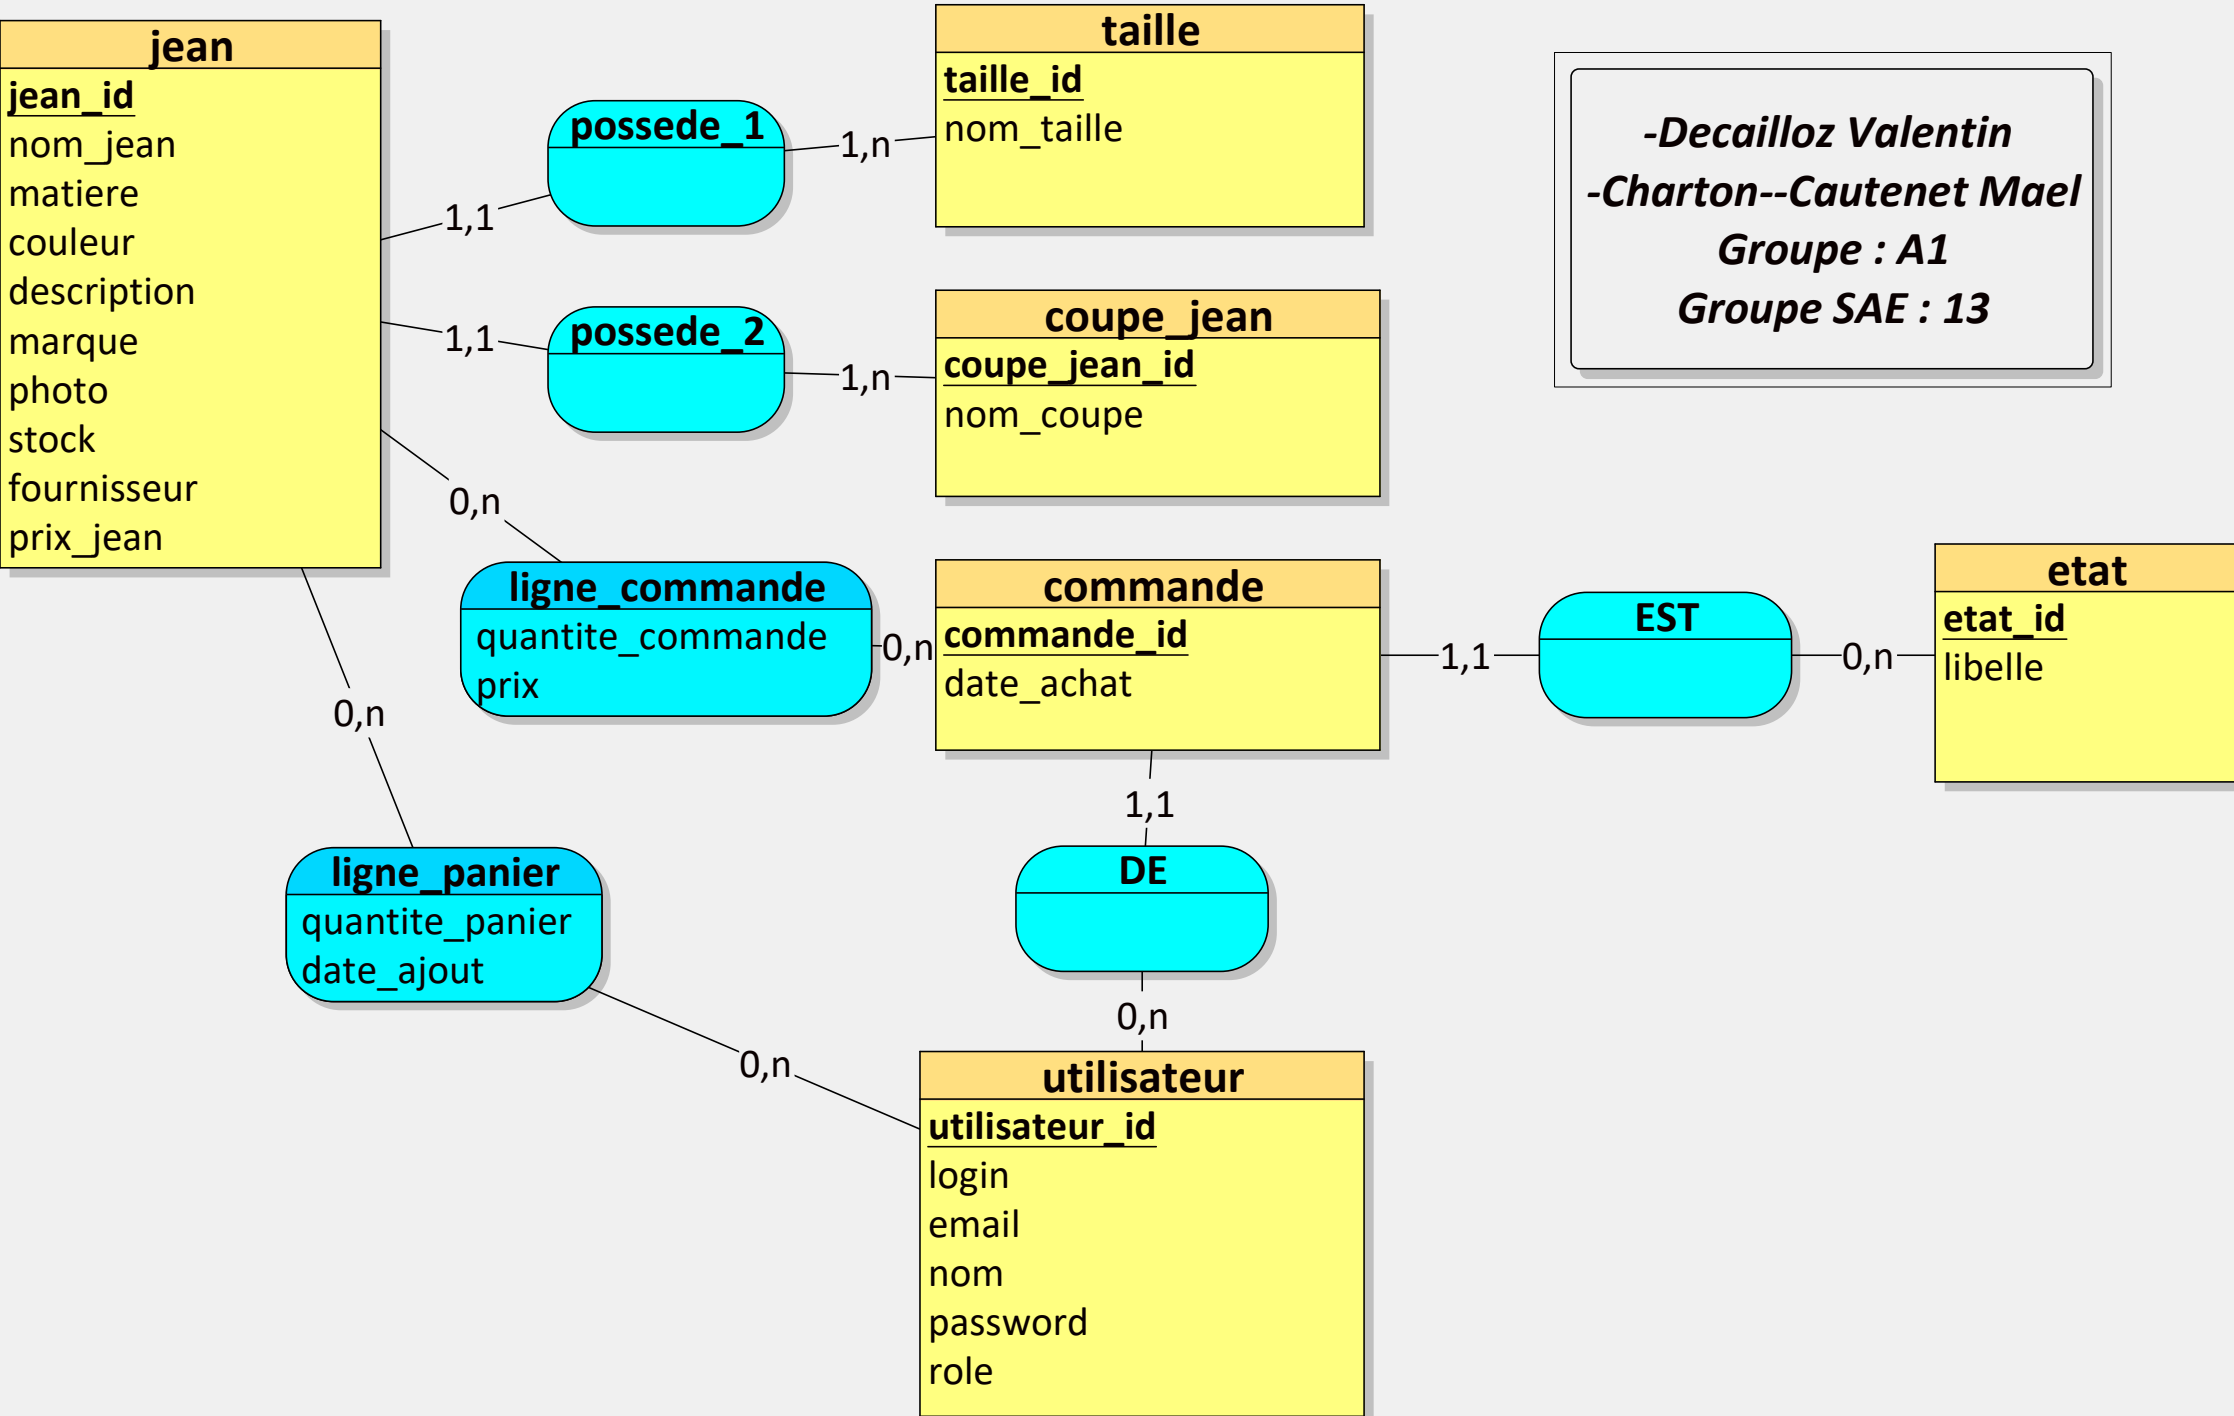 jean
jean_id
nom_jean
matiere
couleur
description
marque
photo
stock
fournisseur
prix_jean
possede_1
1,1
1,n
taille
taille_id
nom_taille
-Decailloz Valentin
-Charton--Cautenet Mael
Groupe : A1
Groupe SAE : 13
possede_2
1,1
1,n
coupe_jean
coupe_jean_id
nom_coupe
0,n
ligne_commande
quantite_commande
prix
0,n
commande
commande_id
date_achat
1,1
EST
0,n
etat
etat_id
libelle
0,n
1,1
ligne_panier
quantite_panier
date_ajout
DE
0,n
0,n
utilisateur
utilisateur_id
login
email
nom
password
role